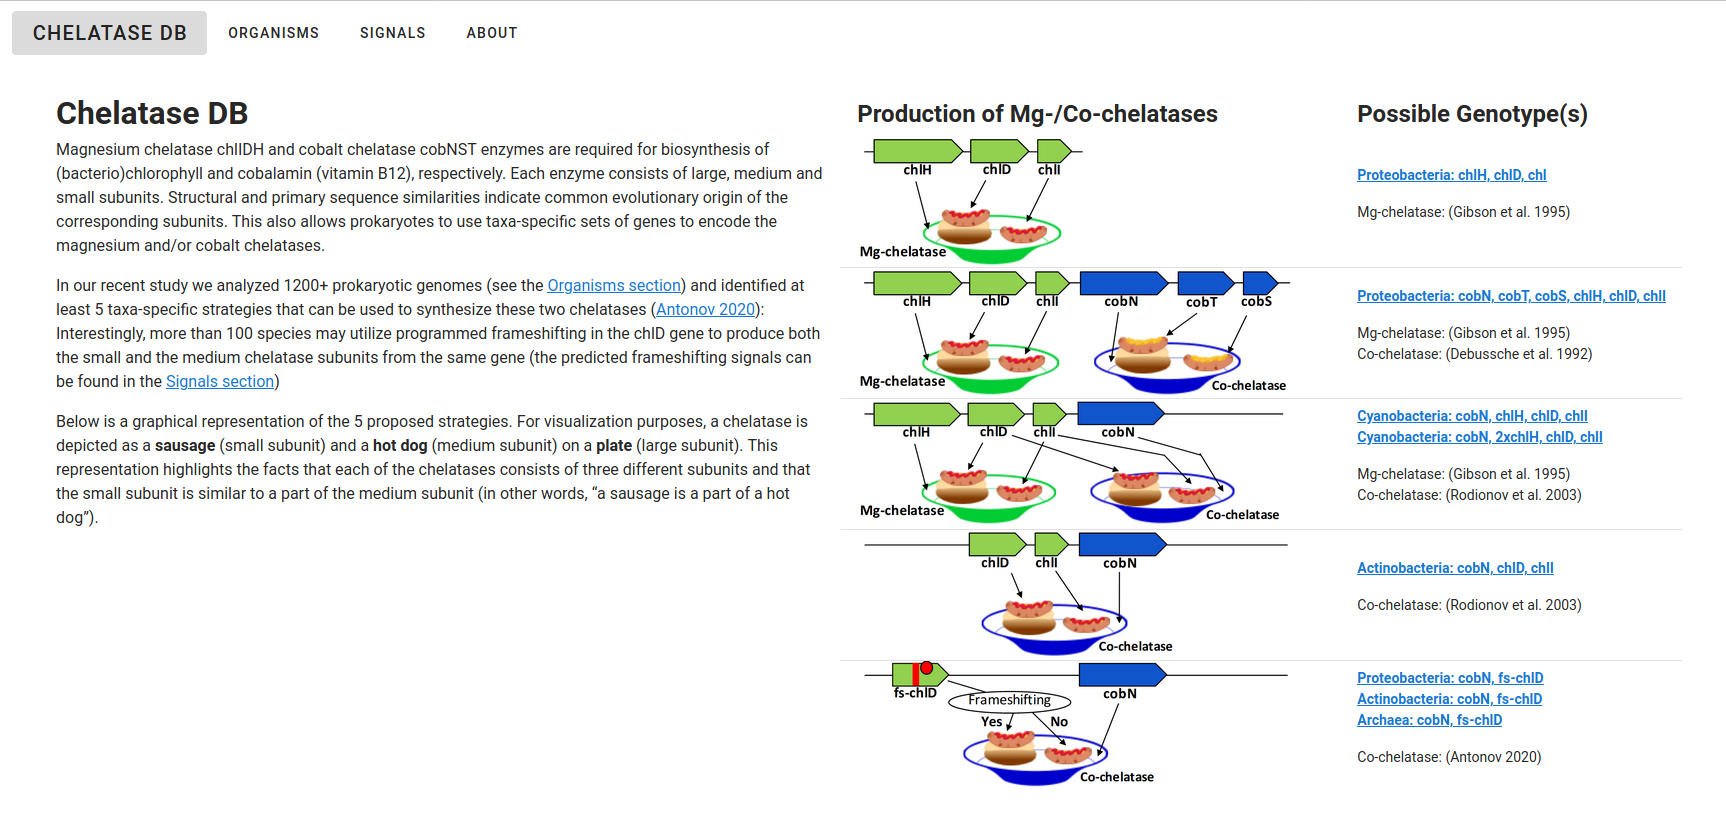 CHELATASE DB
ORGANISMS
SIGNALS
ABOUT
Chelatase DB
Magnesium chelatase chlIDH and cobalt chelatase cobNST enzymes are required for biosynthesis of
(bacterio)chlorophyll and cobalamin (vitamin B12), respectively. Each enzyme consists of large, medium and
small subunits. Structural and primary sequence similarities indicate common evolutionary origin of the
corresponding subunits. This also allows prokaryotes to use taxa-specific sets of genes to encode the
magnesium and/or cobalt chelatases.
In our recent study we analyzed 1200+ prokaryotic genomes (see the Organisms section) and identified at
least 5 taxa-specific strategies that can be used to synthesize these two chelatases (Antonov 2020):
Interestingly, more than 100 species may utilize programmed frameshifting in the chlD gene to produce both
the small and the medium chelatase subunits from the same gene (the predicted frameshifting signals can
be found in the Signals section)
Below is a graphical representation of the 5 proposed strategies. For visualization purposes, a chelatase is
depicted as a sausage (small subunit) and a hot dog (medium subunit) on a plate (large subunit). This
representation highlights the facts that each of the chelatases consists of three different subunits and that
the small subunit is similar to a part of the medium subunit (in other words, “a sausage is a part of a hot
dog”).
Production of Mg-/Co-chelatases
Possible Genotype(s)
chlH chlD chlI
Mg-chelatase
Proteobacteria: chlH, chlD, chl
Mg-chelatase: (Gibson et al. 1995)
chlH chlD chlI cobN cobT cobS
Mg-chelatase
Co-chelatase
Proteobacteria: cobN, cobT, cobS, chlH, chlD, chlI
Mg-chelatase: (Gibson et al. 1995)
Co-chelatase: (Debussche et al. 1992)
chlH chlD chlI cobN
Mg-chelatase
Co-chelatase
Cyanobacteria: cobN, chlH, chlD, chlI
Cyanobacteria: cobN, 2xchlH, chlD, chlI
Mg-chelatase: (Gibson et al. 1995)
Co-chelatase: (Rodionov et al. 2003)
chlD chlI cobN
Co-chelatase
Actinobacteria: cobN, chlD, chlI
Co-chelatase: (Rodionov et al. 2003)
fs-chlD cobN
Frameshifting
Yes No
Co-chelatase
Proteobacteria: cobN, fs-chlD
Actinobacteria: cobN, fs-chlD
Archaea: cobN, fs-chlD
Co-chelatase: (Antonov 2020)